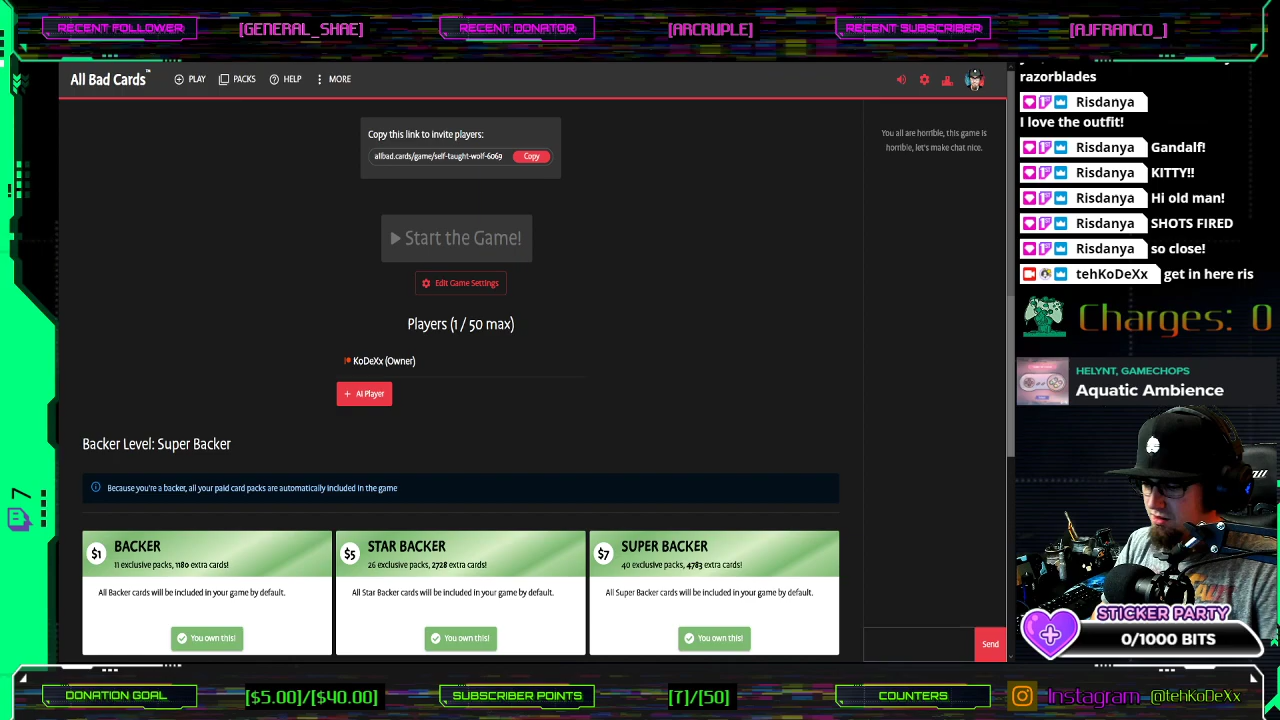 RECENT FOLLOWER
[GENERAL_SHAE]
RECENT DONATOR
[ARCRUPLE]
RECENT SUBSCRIBER
[AJFRANCO_]
All Bad Cards™
PLAY
PACKS
HELP
MORE
Copy this link to invite players:
allbad.cards/game/self-taught-wolf-6069
Copy
Start the Game!
Edit Game Settings
Players (1 / 50 max)
KoDeXx (Owner)
+ AI Player
Backer Level: Super Backer
Because you're a backer, all your paid card packs are automatically included in the game
$1
BACKER
11 exclusive packs, 1180 extra cards!
All Backer cards will be included in your game by default.
You own this!
$5
STAR BACKER
26 exclusive packs, 2728 extra cards!
All Star Backer cards will be included in your game by default.
You own this!
$7
SUPER BACKER
40 exclusive packs, 4783 extra cards!
All Super Backer cards will be included in your game by default.
You own this!
You all are horrible, this game is
horrible, let's make chat nice.
Send
razorblades
Risdanya
I love the outfit!
Risdanya Gandalf!
Risdanya KITTY!!
Risdanya Hi old man!
Risdanya SHOTS FIRED
Risdanya so close!
tehKoDeXx get in here ris
Charges: 0
HELYNT, GAMECHOPS
Aquatic Ambience
STICKER PARTY
0/1000 BITS
7
DONATION GOAL
[$5.00]/[$40.00]
SUBSCRIBER POINTS
[7]/[50]
COUNTERS
Instagram @tehKoDeXx